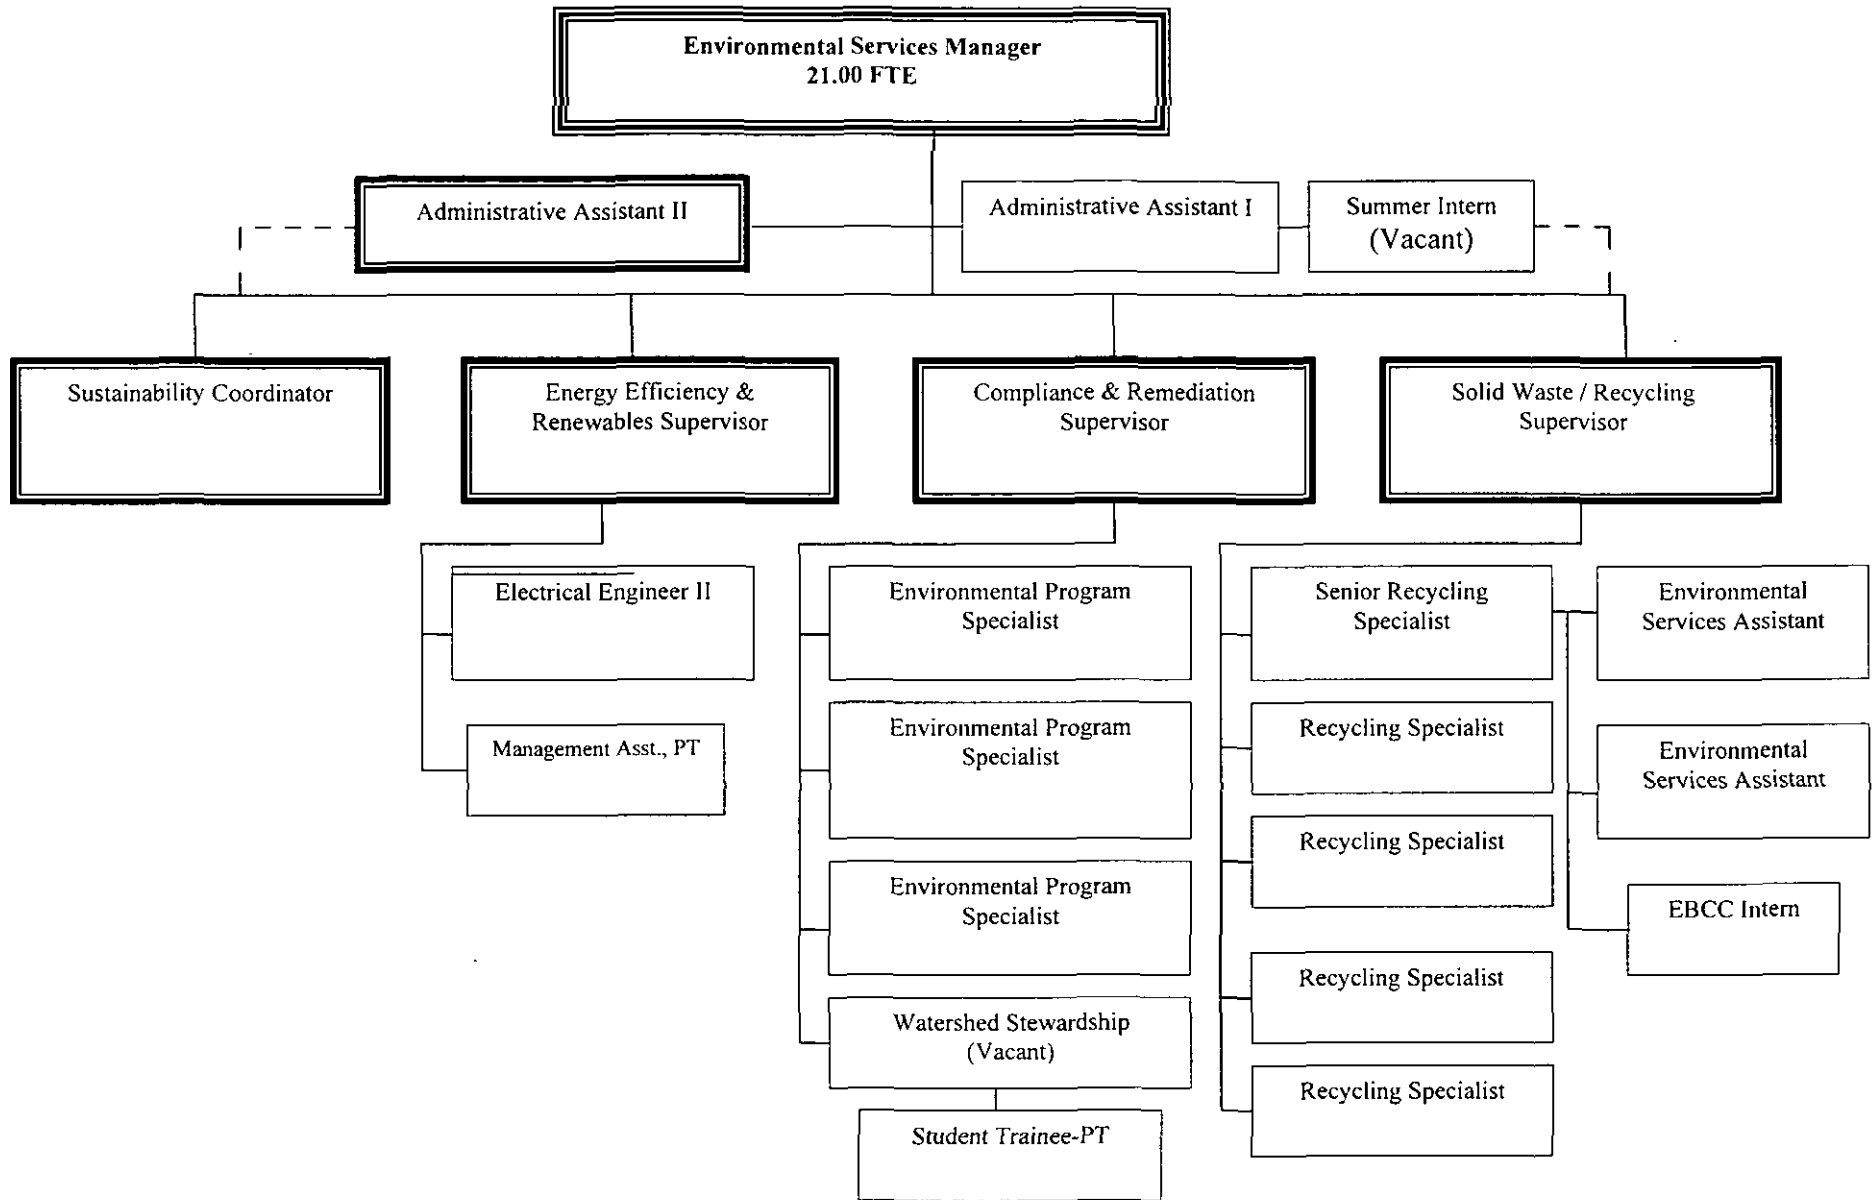 Environmental Services Manager
21.00 FTE
Administrative Assistant II
Administrative Assistant I
Summer Intern
(Vacant)
Sustainability Coordinator
Energy Efficiency &
Renewables Supervisor
Compliance & Remediation
Supervisor
Solid Waste / Recycling
Supervisor
Electrical Engineer II
Management Asst., PT
Environmental Program
Specialist
Environmental Program
Specialist
Environmental Program
Specialist
Watershed Stewardship
(Vacant)
Student Trainee-PT
Senior Recycling
Specialist
Recycling Specialist
Recycling Specialist
Recycling Specialist
Recycling Specialist
Environmental
Services Assistant
Environmental
Services Assistant
EBCC Intern